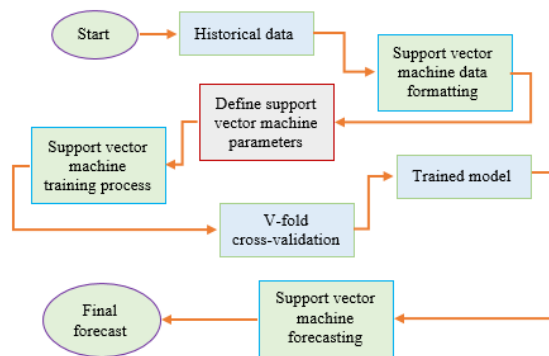 Start
Historical data
Support vector
machine data
formatting
Define support
vector machine
parameters
Support vector
machine
training process
V-fold
cross-validation
Trained model
Support vector
machine
forecasting
Final
forecast